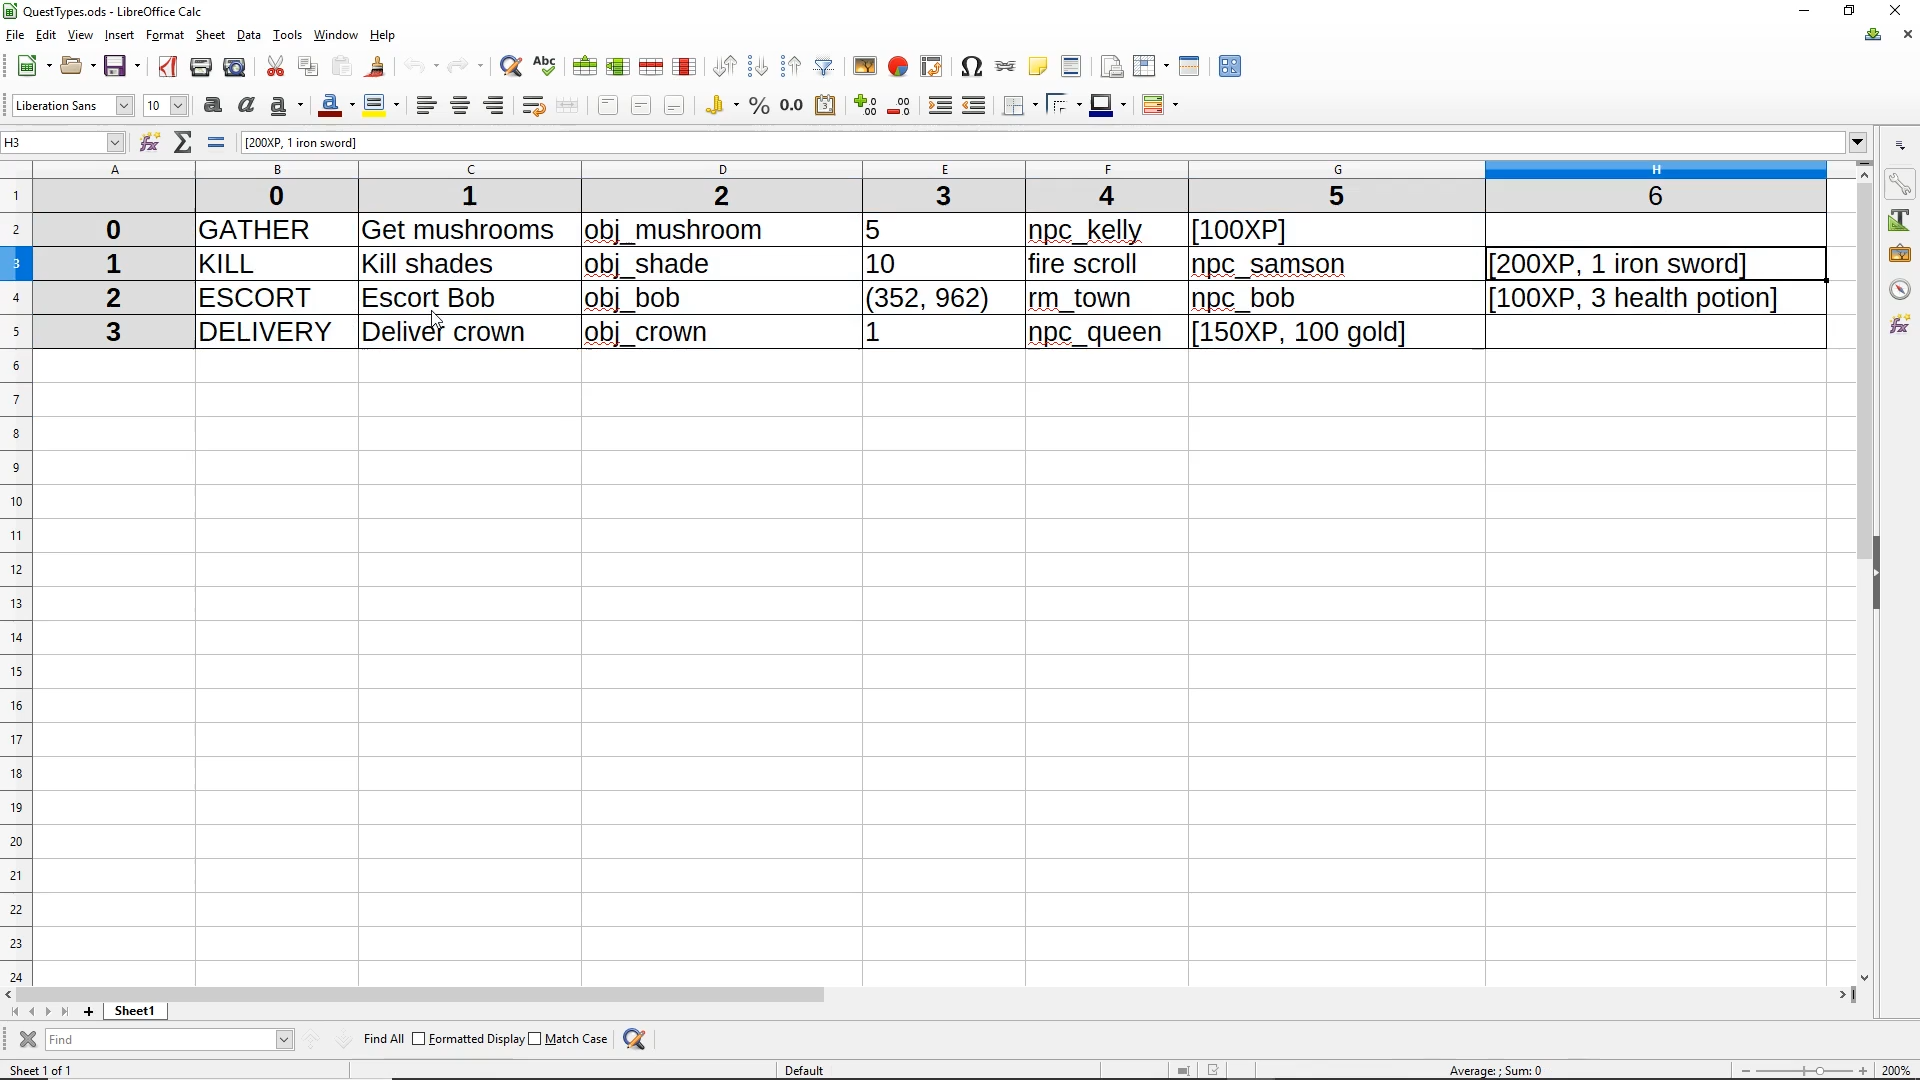 QuestTypes.ods - LibreOffice Calc
File Edit View Insert Format Sheet Data Tools Window Help
Abc
Liberation Sans 10 a a a a % 0.0
H3 fx Σ = [200XP, 1 iron sword]
A B C D E F G H
1 0 1 2 3 4 5 6
2 0 GATHER Get mushrooms obj_mushroom 5 npc_kelly [100XP]
3 1 KILL Kill shades obj_shade 10 fire scroll npc_samson [200XP, 1 iron sword]
4 2 ESCORT Escort Bob obj_bob (352, 962) rm_town npc_bob [100XP, 3 health potion]
5 3 DELIVERY Deliver crown obj_crown 1 npc_queen [150XP, 100 gold]
6
7
8
9
10
11
12
13
14
15
16
17
18
19
20
21
22
23
24
Sheet1
Find Find All Formatted Display Match Case
Sheet 1 of 1 Default Average: ; Sum: 0 200%